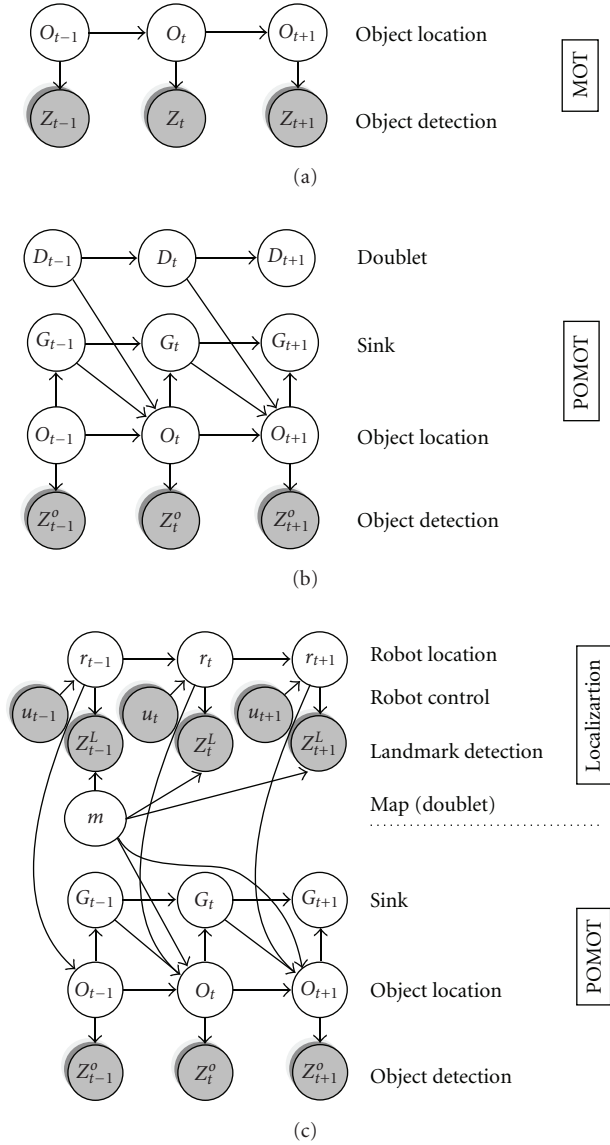 O_{t−1} O_t O_{t+1} Object location
MOT
Z_{t−1} Z_t Z_{t+1} Object detection
(a)
D_{t−1} D_t D_{t+1} Doublet
G_{t−1} G_t G_{t+1} Sink
POMOT
O_{t−1} O_t O_{t+1} Object location
Z^o_{t−1} Z^o_t Z^o_{t+1} Object detection
(b)
r_{t−1} r_t r_{t+1} Robot location
u_{t−1} u_t u_{t+1} Robot control
Localizartion
Z^L_{t−1} Z^L_t Z^L_{t+1} Landmark detection
m Map (doublet)
G_{t−1} G_t G_{t+1} Sink
POMOT
O_{t−1} O_t O_{t+1} Object location
Z^o_{t−1} Z^o_t Z^o_{t+1} Object detection
(c)